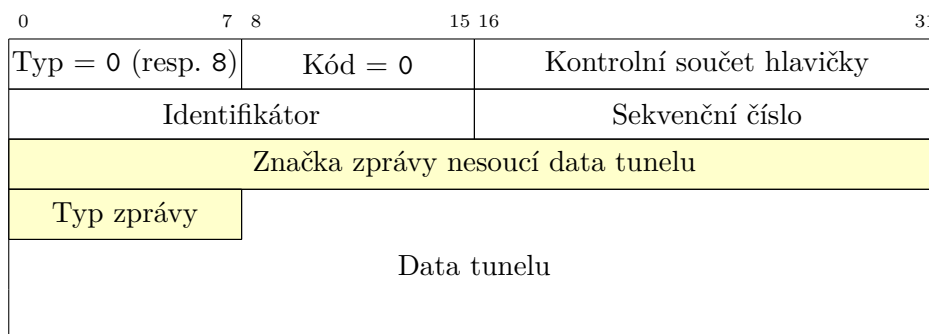 0 7 8 15 16 31
Typ = 0 (resp. 8) Kód = 0 Kontrolní součet hlavičky
Identifikátor Sekvenční číslo
Značka zprávy nesoucí data tunelu
Typ zprávy
Data tunelu